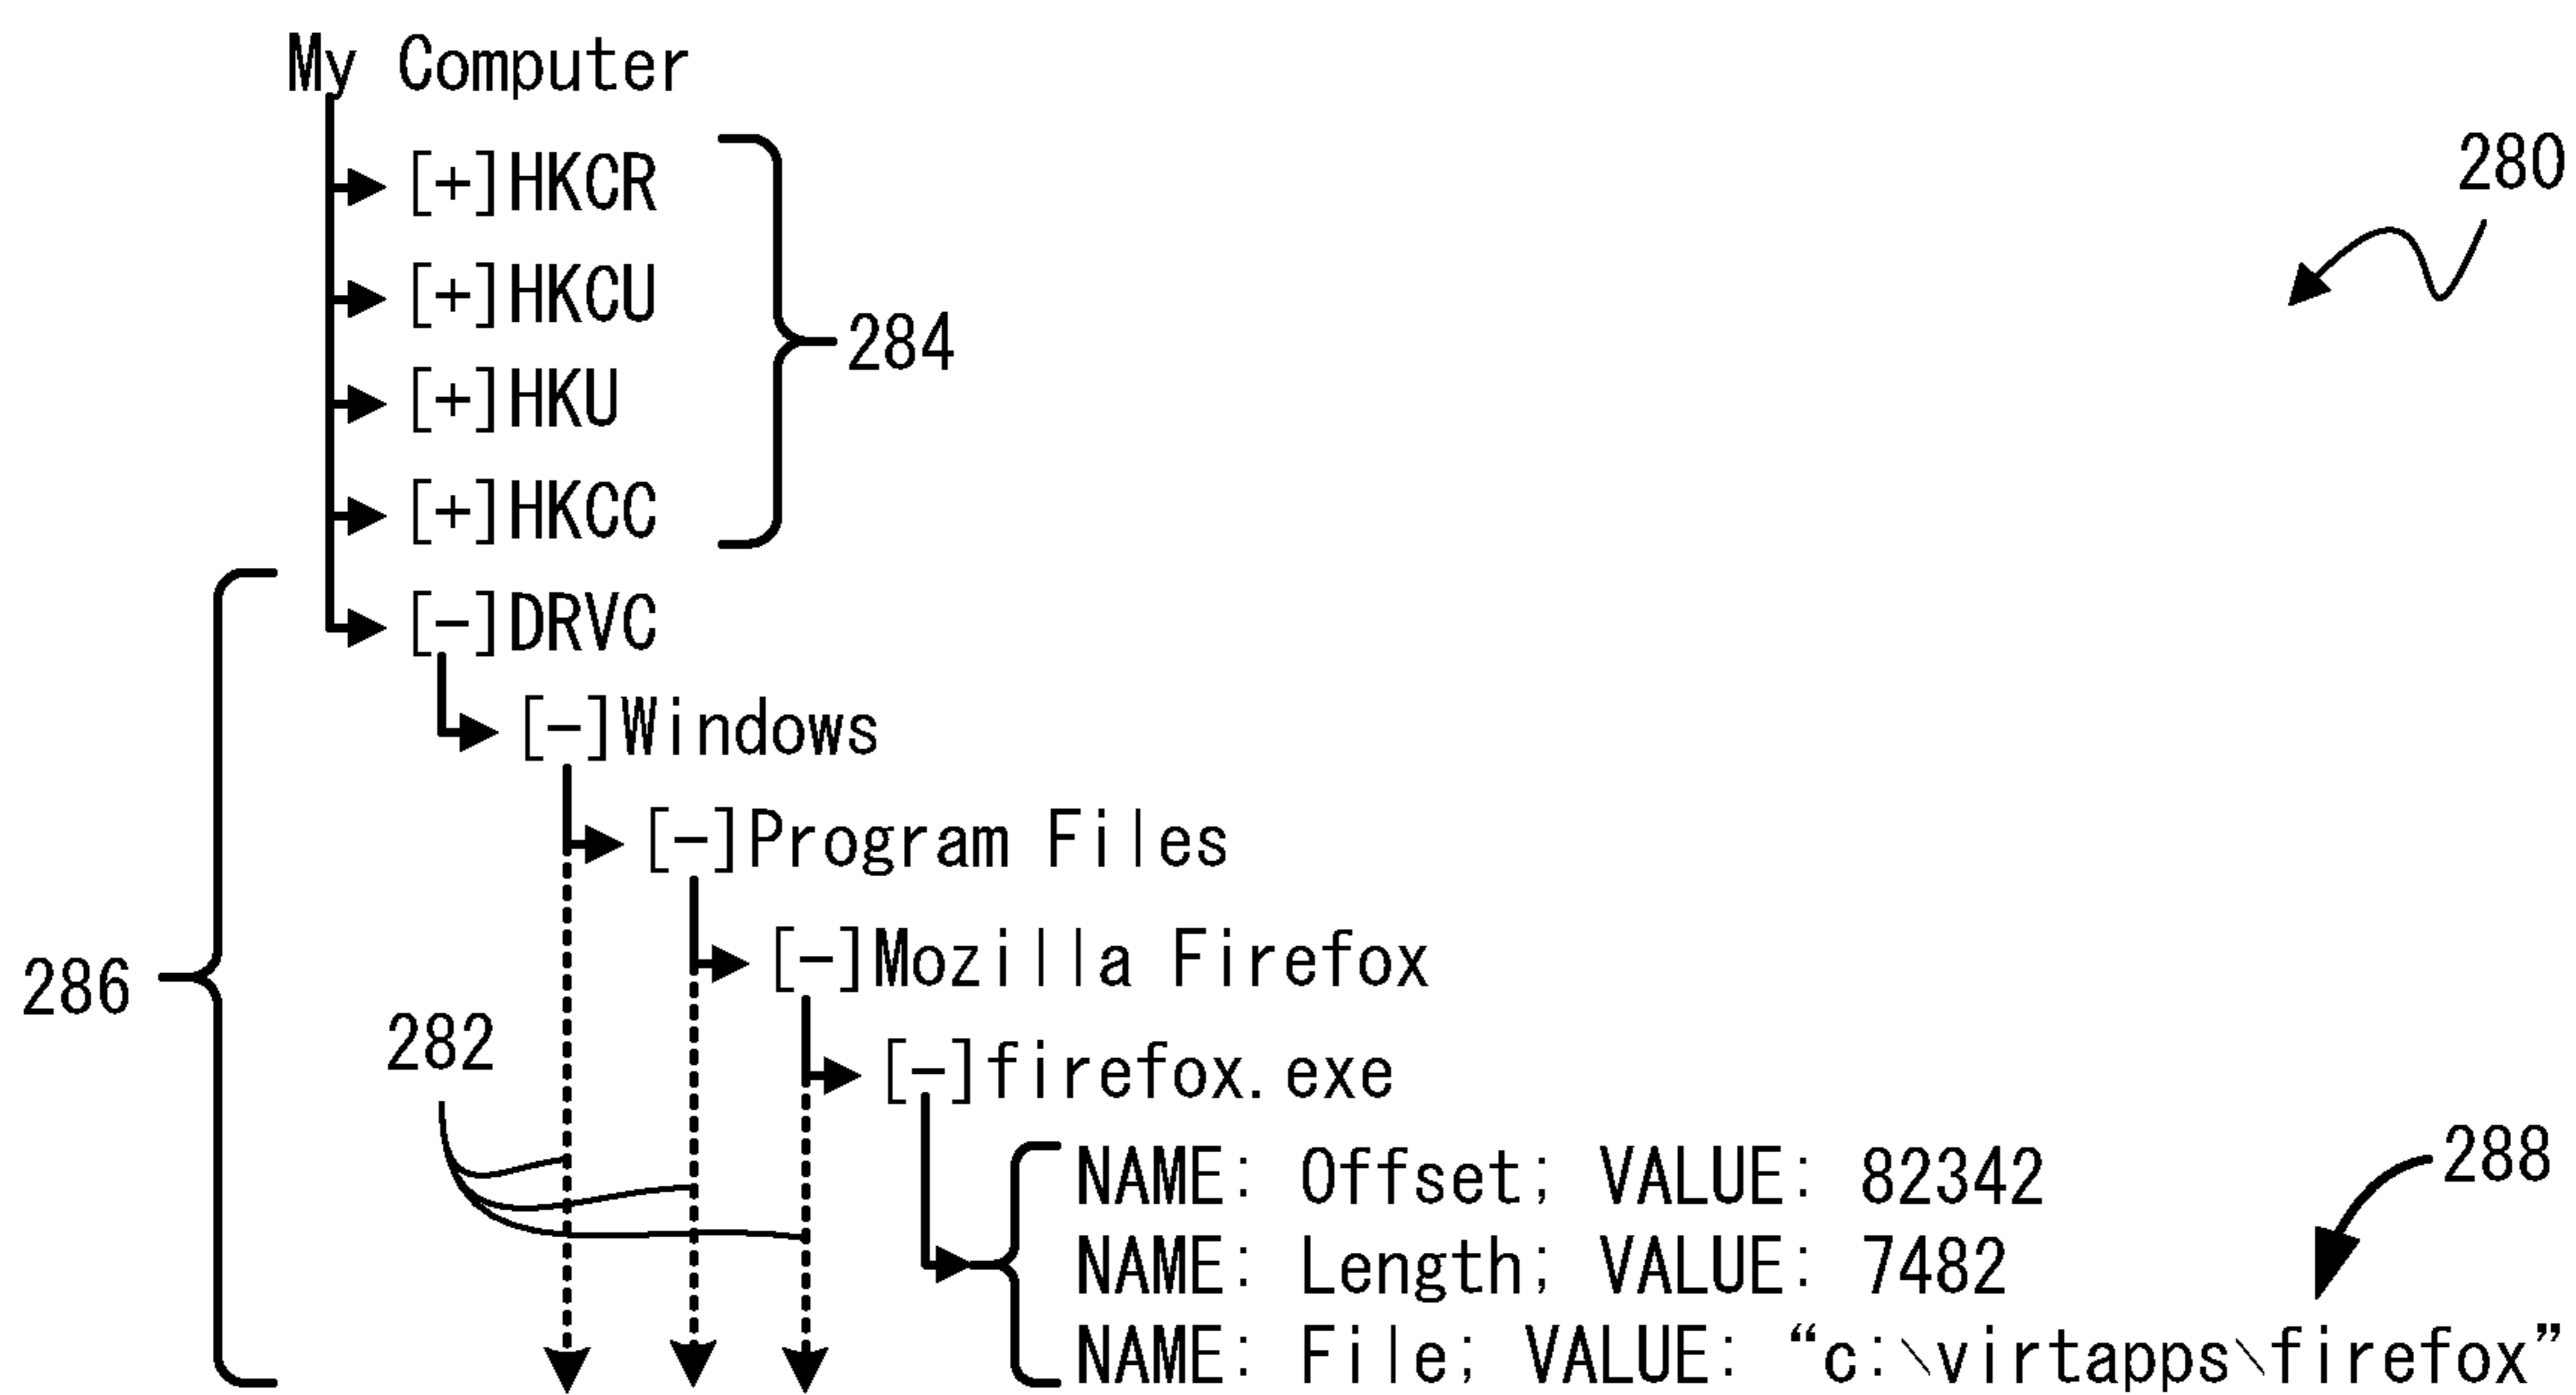 My Computer
[+]HKCR
280
[+]HKCU
284
[+]HKU
[+]HKCC
[-]DRVC
[-]Windows
[-]Program Files
[-]Mozilla Firefox
286
282
[-]firefox.exe
NAME: Offset; VALUE: 82342
288
NAME: Length; VALUE: 7482
NAME: File; VALUE: “c:\virtapps\firefox”